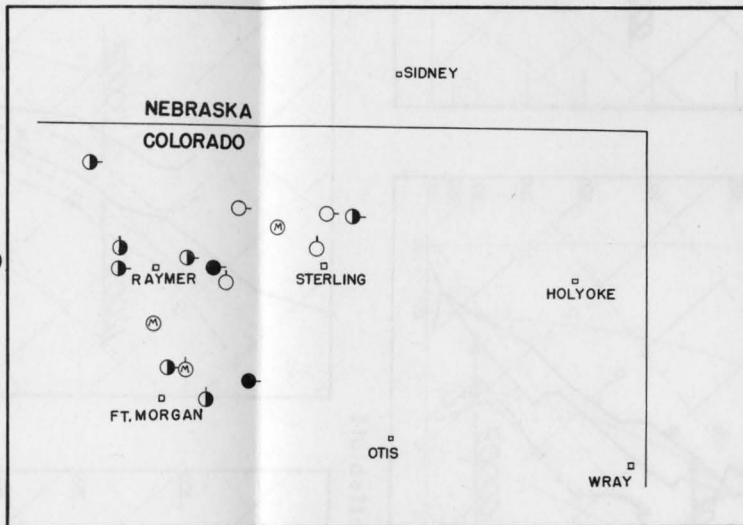 SIDNEY
NEBRASKA
COLORADO
M
RAYMER
STERLING
HOLYOKE
M
M
FT. MORGAN
OTIS
WRAY